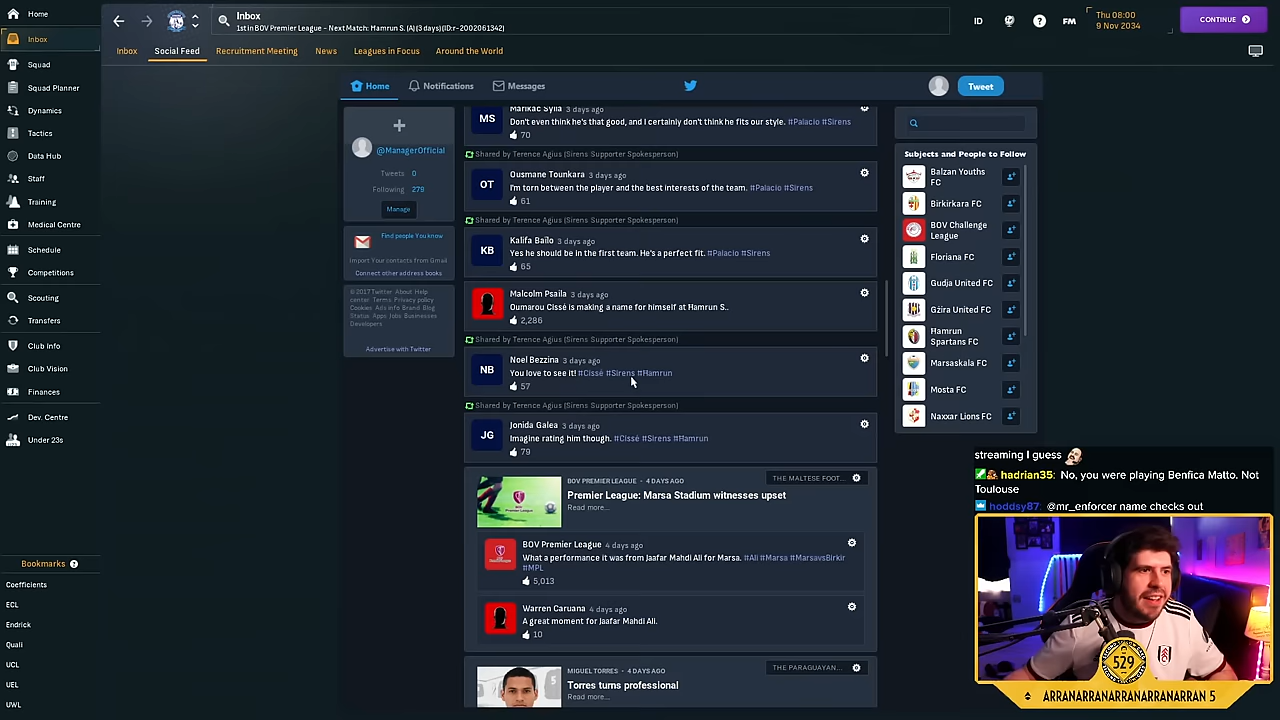 Home
Inbox
1st in BOV Premier League - Next Match: Hamrun S. (A) (3 days) (ID:r-2002061342)
ID
FM
Thu 08:00
9 Nov 2034
CONTINUE
Inbox
Social Feed
Recruitment Meeting
News
Leagues in Focus
Around the World
Inbox
Squad
Squad Planner
Dynamics
Tactics
Data Hub
Staff
Training
Medical Centre
Schedule
Competitions
Scouting
Transfers
Club Info
Club Vision
Finances
Dev. Centre
Under 23s
Bookmarks
Coefficients
ECL
Endrick
Quali
UCL
UEL
UWL
Home
Notifications
Messages
Tweet
@ManagerOfficial
Tweets 0
Following 279
Manage
Find people You know
Import Your contacts from Gmail
Connect other address books
© 2017 Twitter About Help
center Terms Privacy policy
Cookies Ads info Brand Blog
Status Apps Jobs Businesses
Developers
Advertise with Twitter
MS
Marikac Sylla 3 days ago
Don't even think he's that good, and I certainly don't think he fits our style. #Palacio #Sirens
70
Shared by Terence Agius (Sirens Supporter Spokesperson)
OT
Ousmane Tounkara 3 days ago
I'm torn between the player and the best interests of the team. #Palacio #Sirens
61
Shared by Terence Agius (Sirens Supporter Spokesperson)
KB
Kalifa Bailo 3 days ago
Yes he should be in the first team. He's a perfect fit. #Palacio #Sirens
65
Malcolm Psaila 3 days ago
Oumarou Cissé is making a name for himself at Hamrun S..
2,286
Shared by Terence Agius (Sirens Supporter Spokesperson)
NB
Noel Bezzina 3 days ago
You love to see it! #Cissé #Sirens #Hamrun
57
Shared by Terence Agius (Sirens Supporter Spokesperson)
JG
Jonida Galea 3 days ago
Imagine rating him though. #Cissé #Sirens #Hamrun
79
BOV PREMIER LEAGUE - 4 DAYS AGO
THE MALTESE FOOT...
Premier League: Marsa Stadium witnesses upset
Read more...
BOV Premier League 4 days ago
What a performance it was from Jaafar Mahdi Ali for Marsa. #Ali #Marsa #MarsavsBirkir
#MPL
5,013
Warren Caruana 4 days ago
A great moment for Jaafar Mahdi Ali.
10
MIGUEL TORRES - 4 DAYS AGO
THE PARAGUAYAN...
Torres turns professional
Read more...
Subjects and People to Follow
Balzan Youths
FC
Birkirkara FC
BOV Challenge
League
Floriana FC
Gudja United FC
Gżira United FC
Hamrun
Spartans FC
Marsaskala FC
Mosta FC
Naxxar Lions FC
streaming I guess
hadrian35: No, you were playing Benfica Matto. Not
Toulouse
hoddsy87: @mr_enforcer name checks out
529
ARRANARRANARRANARRANARRAN 5